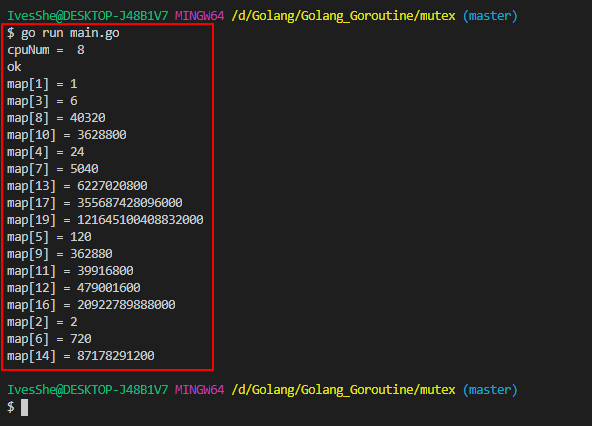 IvesShe@DESKTOP-J48B1V7 MINGW64 /d/Golang/Golang_Goroutine/mutex (master)
$ go run main.go
cpuNum =  8
ok
map[1] = 1
map[3] = 6
map[8] = 40320
map[10] = 3628800
map[4] = 24
map[7] = 5040
map[13] = 6227020800
map[17] = 355687428096000
map[19] = 121645100408832000
map[5] = 120
map[9] = 362880
map[11] = 39916800
map[12] = 479001600
map[16] = 20922789888000
map[2] = 2
map[6] = 720
map[14] = 87178291200
IvesShe@DESKTOP-J48B1V7 MINGW64 /d/Golang/Golang_Goroutine/mutex (master)
$